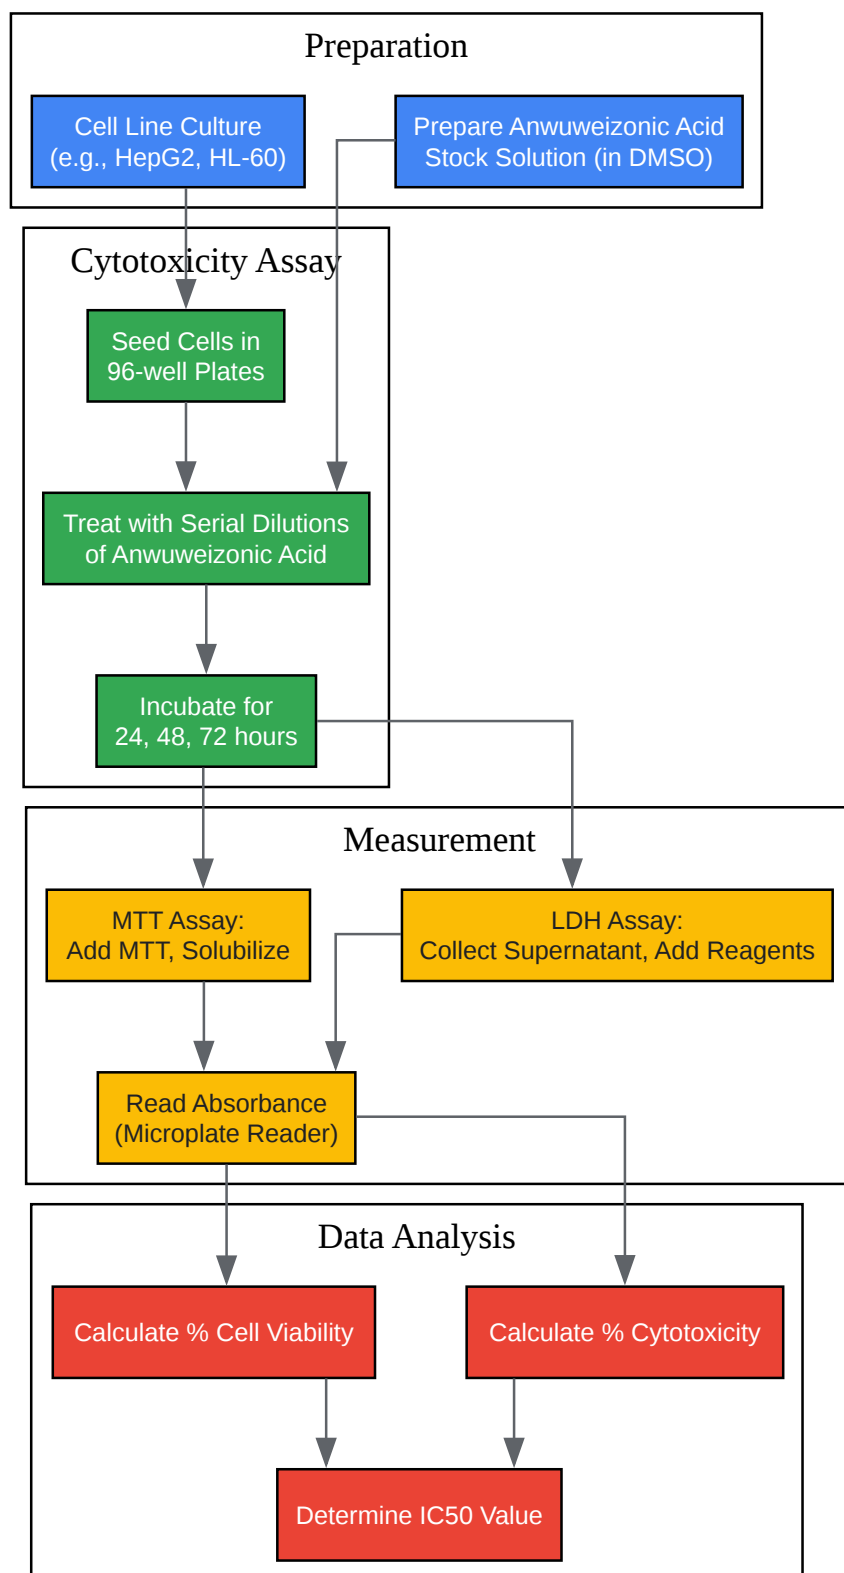 Preparation
Cell Line Culture
(e.g., HepG2, HL-60)
Prepare Anwuweizonic Acid
Stock Solution (in DMSO)
Cytotoxicity Assay
Seed Cells in
96-well Plates
Treat with Serial Dilutions
of Anwuweizonic Acid
Incubate for
24, 48, 72 hours
Measurement
MTT Assay:
Add MTT, Solubilize
LDH Assay:
Collect Supernatant, Add Reagents
Read Absorbance
(Microplate Reader)
Data Analysis
Calculate % Cell Viability
Calculate % Cytotoxicity
Determine IC50 Value